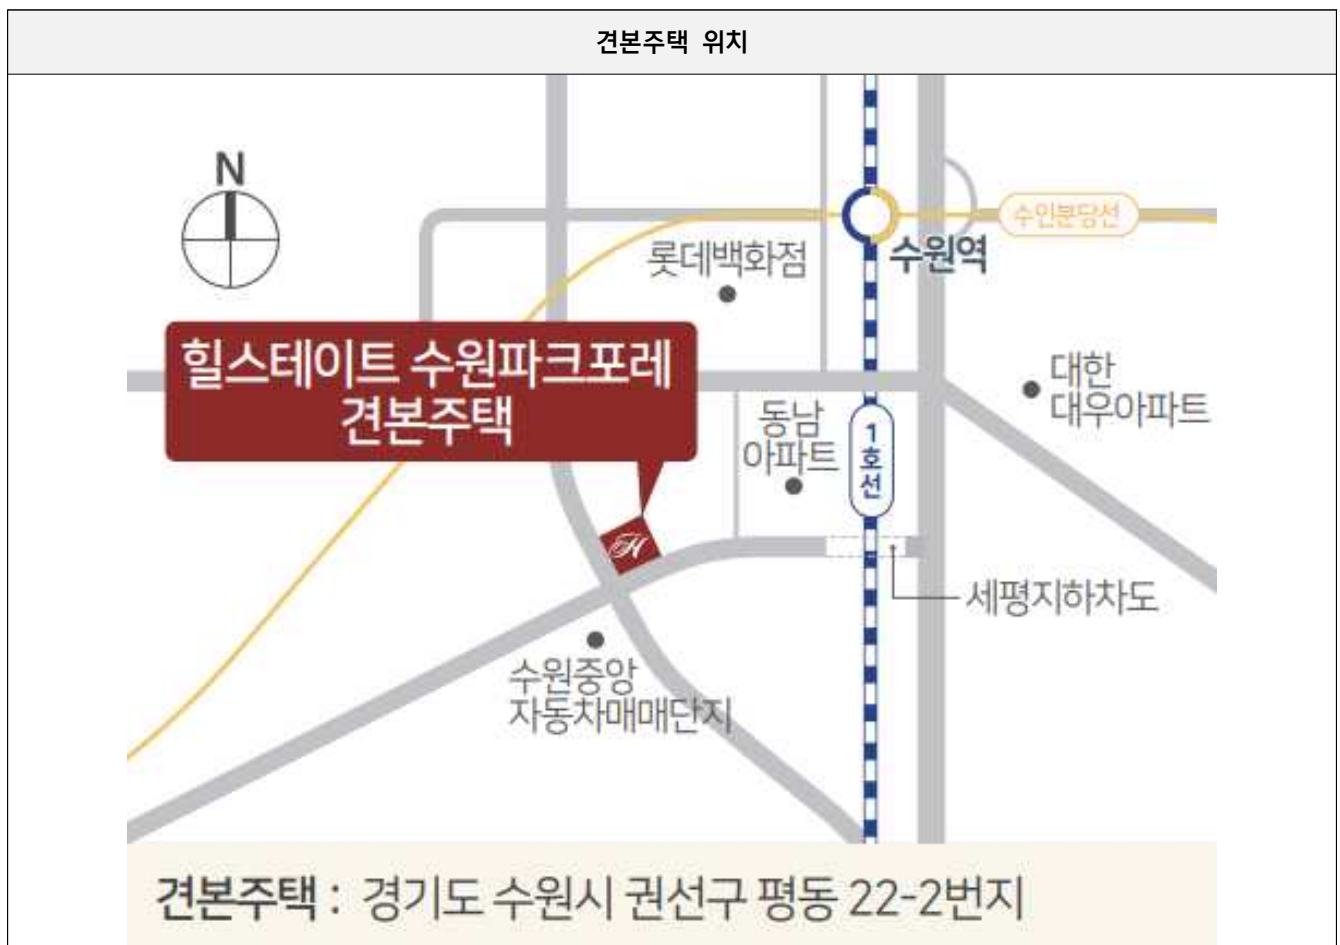 견본주택 위치
N
수인분당선
롯데백화점
수원역
힐스테이트 수원파크포레
견본주택
대한
대우아파트
동남
아파트
1호선
H
세평지하차도
수원중앙
자동차매매단지
견본주택 : 경기도 수원시 권선구 평동 22-2번지